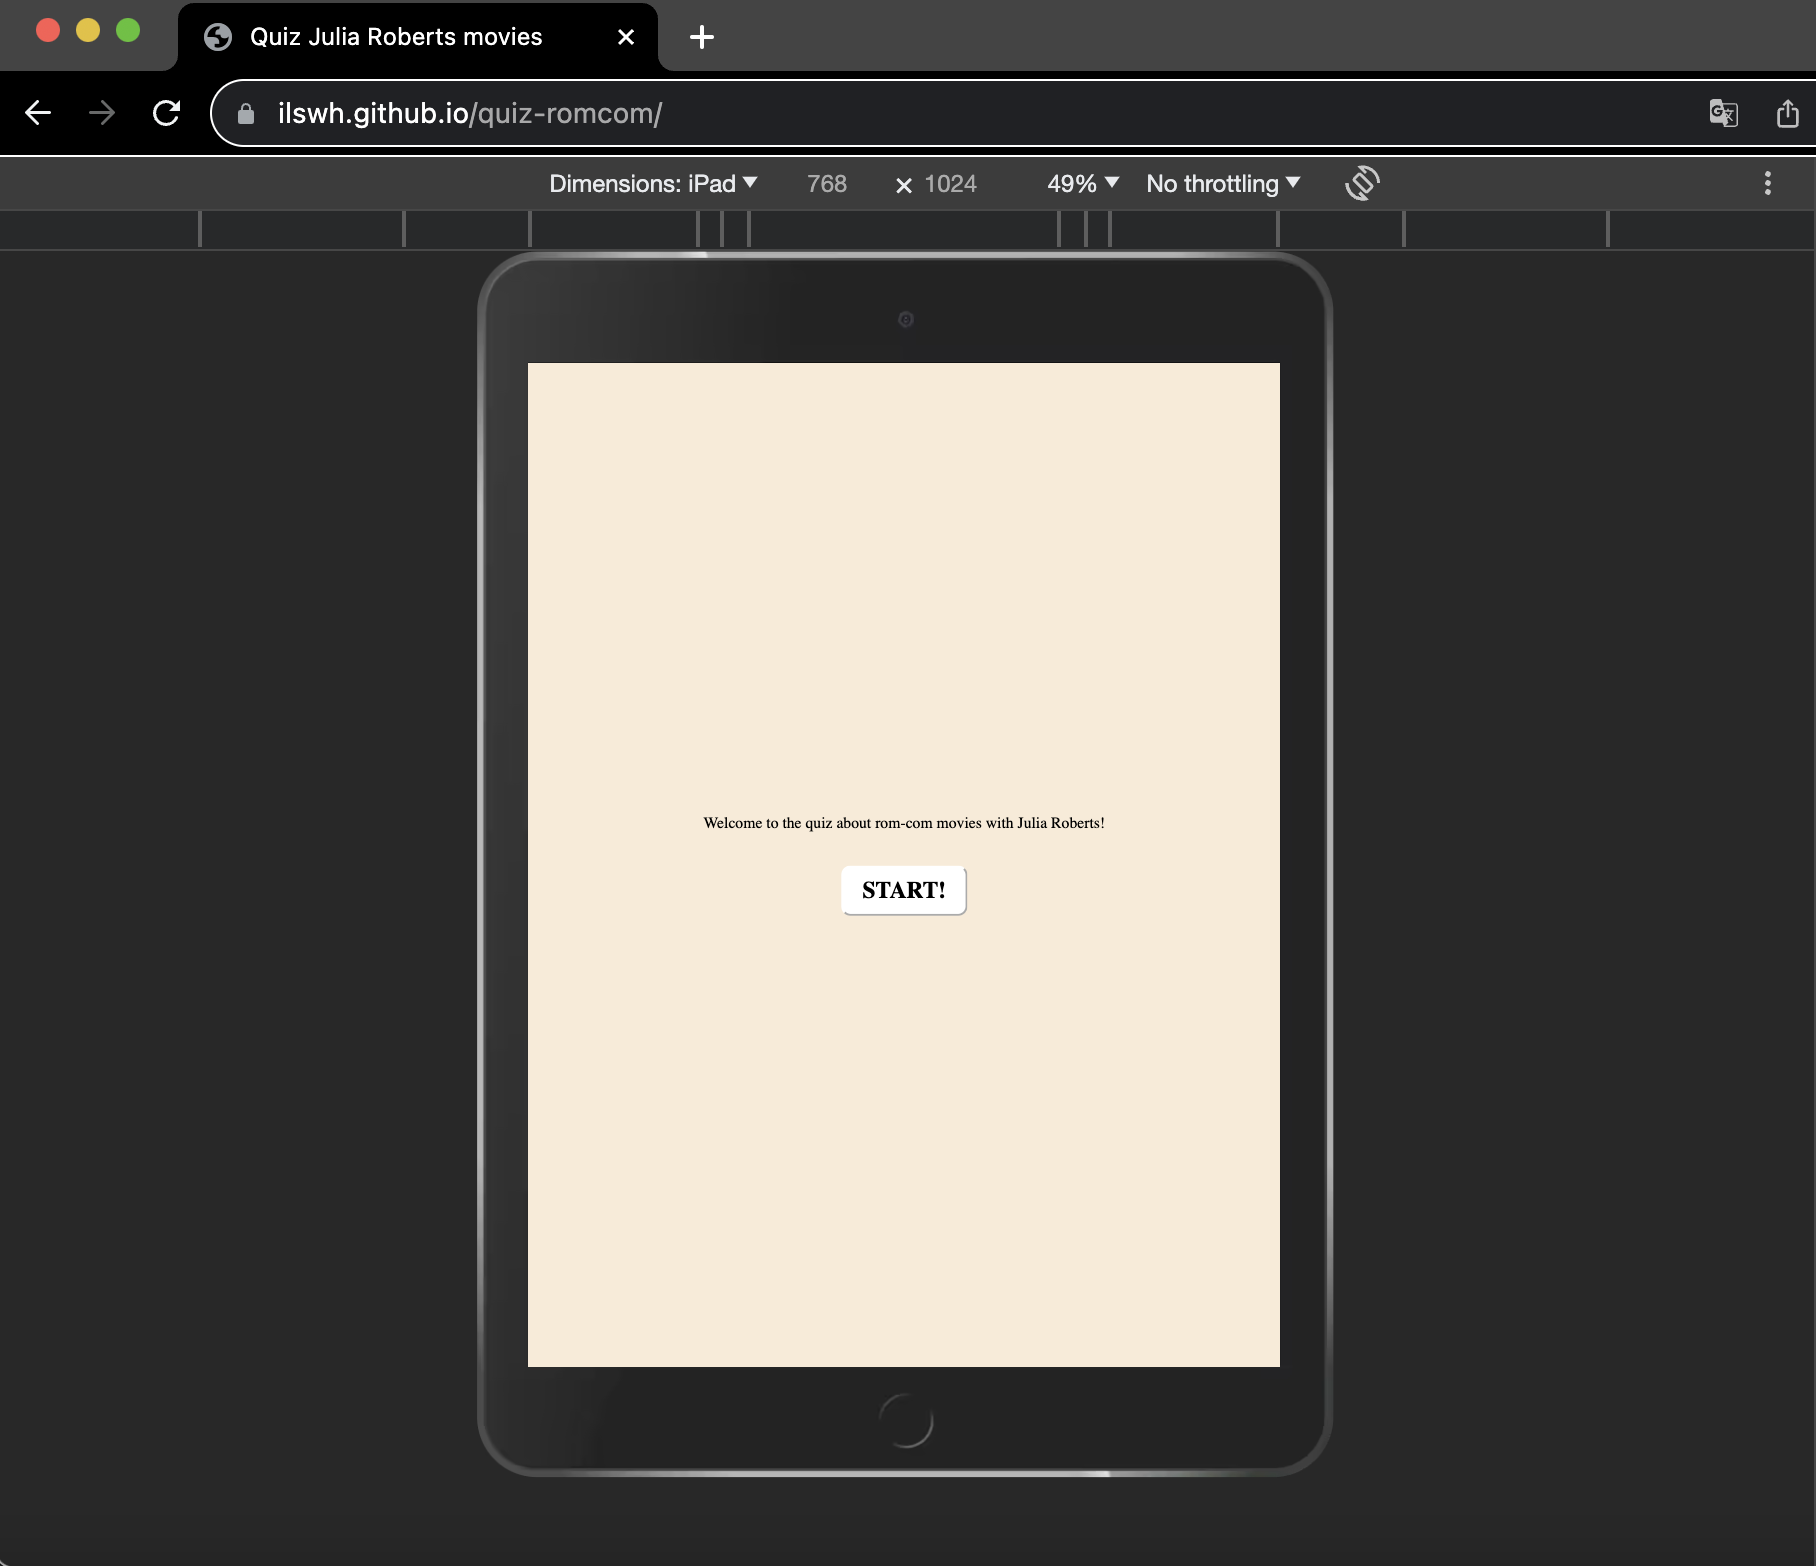 Quiz Julia Roberts movies
ilswh.github.io/quiz-romcom/
Dimensions: iPad 768 × 1024 49% No throttling
Welcome to the quiz about rom-com movies with Julia Roberts!
START!